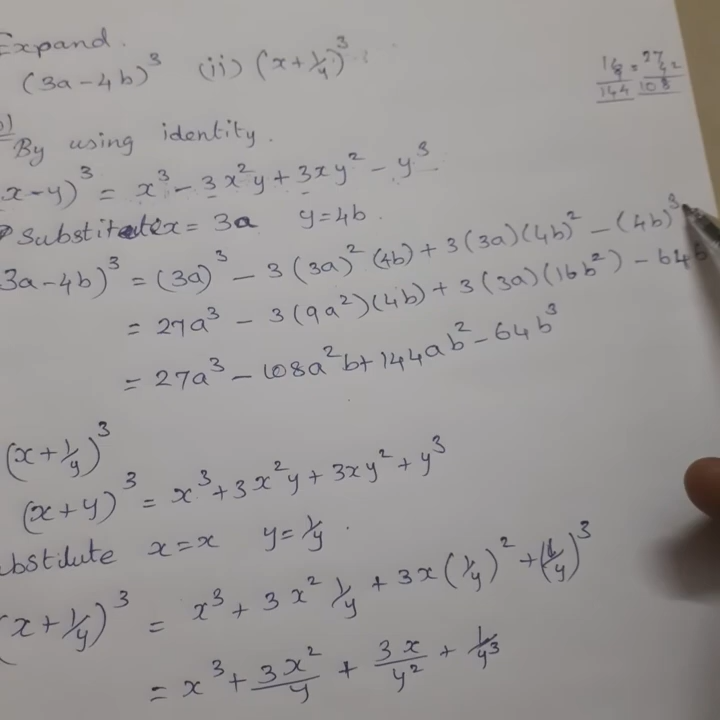 Expand.
(3a-4b)³ (ii) (x+1/y)³
16 27
9 42
144 108
By using identity.
x-y)³ = x³-3x²y+3xy²-y³
Substitute x = 3a y=4b.
3a-4b)³ = (3a)³ - 3(3a)²(4b) + 3(3a)(4b)² - (4b)³
= 27a³ - 3(9a²)(4b) + 3(3a)(16b²) - 64b
= 27a³ - 108a²b + 144ab² - 64b³
(x+1/y)³
(x+y)³ = x³+3x²y+3xy²+y³
bstitute x=x y=1/y.
(x+1/y)³ = x³+3x² 1/y + 3x(1/y)² + (1/y)³
= x³ + 3x²/y + 3x/y² + 1/y³